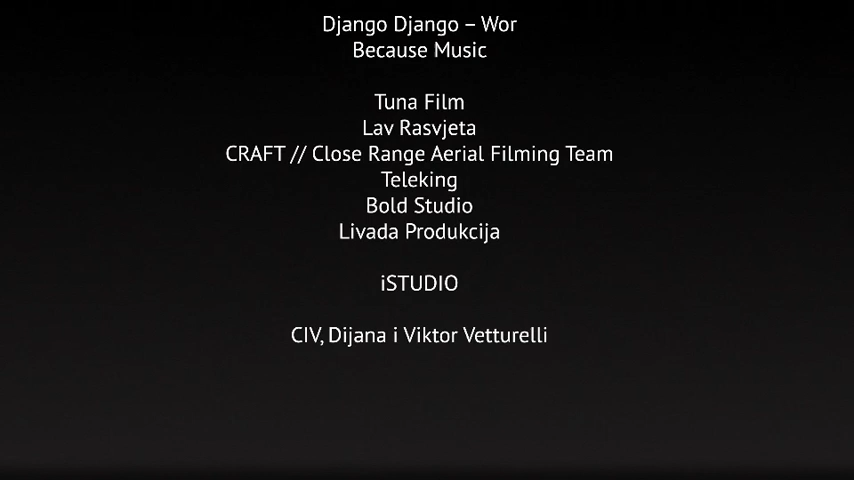 Django Django – Wor
Because Music
Tuna Film
Lav Rasvjeta
CRAFT // Close Range Aerial Filming Team
Teleking
Bold Studio
Livada Produkcija
iSTUDIO
CIV, Dijana i Viktor Vetturelli